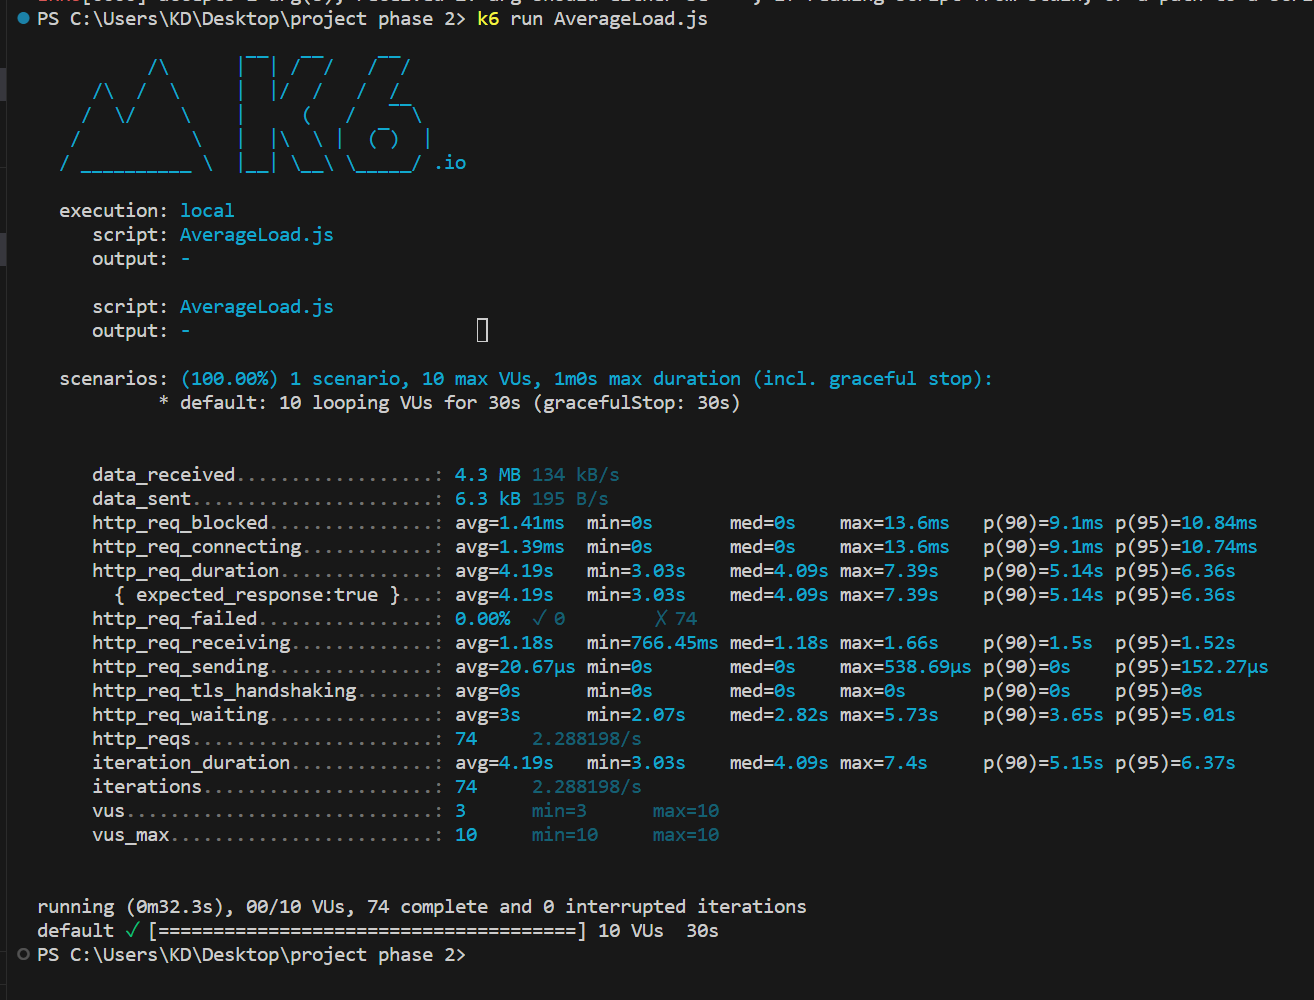 PS C:\Users\KD\Desktop\project phase 2> k6 run AverageLoad.js
.io
execution: local
script: AverageLoad.js
output: -
script: AverageLoad.js
output: -
scenarios: (100.00%) 1 scenario, 10 max VUs, 1m0s max duration (incl. graceful stop):
* default: 10 looping VUs for 30s (gracefulStop: 30s)
data_received..................: 4.3 MB 134 kB/s
data_sent......................: 6.3 kB 195 B/s
http_req_blocked...............: avg=1.41ms min=0s med=0s max=13.6ms p(90)=9.1ms p(95)=10.84ms
http_req_connecting............: avg=1.39ms min=0s med=0s max=13.6ms p(90)=9.1ms p(95)=10.74ms
http_req_duration..............: avg=4.19s min=3.03s med=4.09s max=7.39s p(90)=5.14s p(95)=6.36s
{ expected_response:true }...: avg=4.19s min=3.03s med=4.09s max=7.39s p(90)=5.14s p(95)=6.36s
http_req_failed................: 0.00% ✓ 0 ✗ 74
http_req_receiving.............: avg=1.18s min=766.45ms med=1.18s max=1.66s p(90)=1.5s p(95)=1.52s
http_req_sending...............: avg=20.67µs min=0s med=0s max=538.69µs p(90)=0s p(95)=152.27µs
http_req_tls_handshaking.......: avg=0s min=0s med=0s max=0s p(90)=0s p(95)=0s
http_req_waiting...............: avg=3s min=2.07s med=2.82s max=5.73s p(90)=3.65s p(95)=5.01s
http_reqs......................: 74 2.288198/s
iteration_duration.............: avg=4.19s min=3.03s med=4.09s max=7.4s p(90)=5.15s p(95)=6.37s
iterations.....................: 74 2.288198/s
vus............................: 3 min=3 max=10
vus_max........................: 10 min=10 max=10
running (0m32.3s), 00/10 VUs, 74 complete and 0 interrupted iterations
default ✓ [======================================] 10 VUs 30s
PS C:\Users\KD\Desktop\project phase 2>